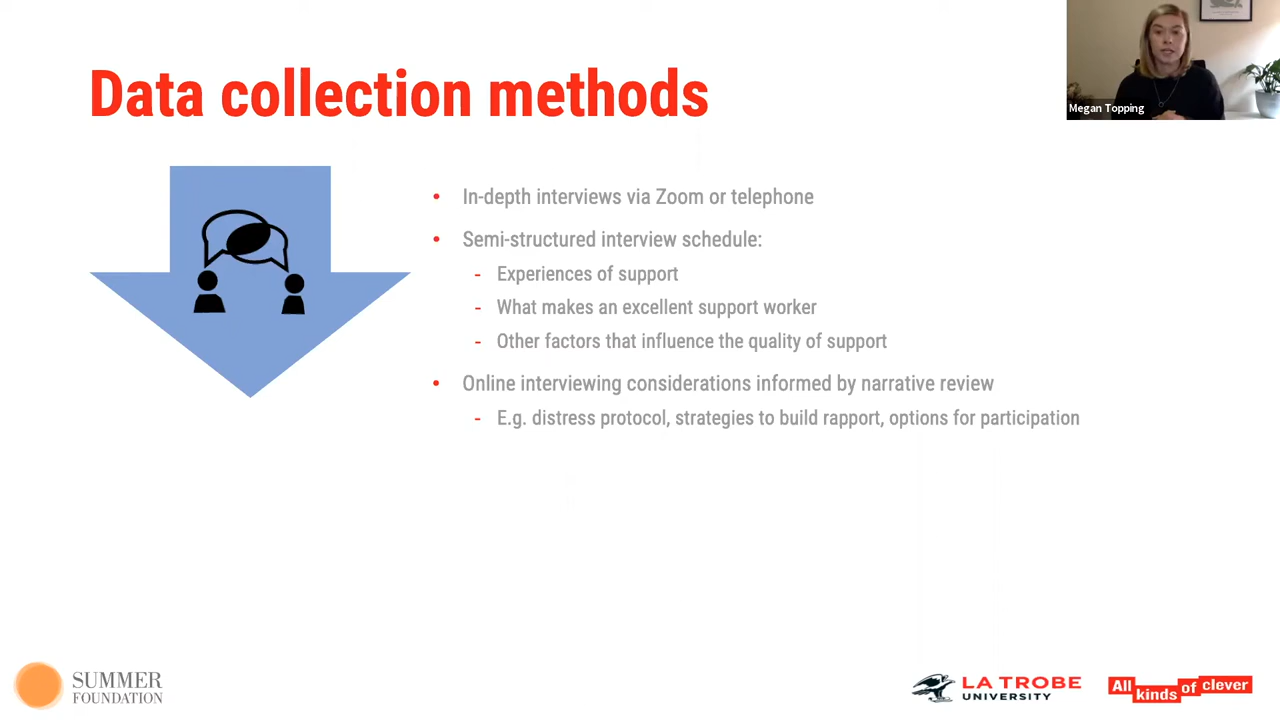 Data collection methods
Megan Topping
• In-depth interviews via Zoom or telephone
• Semi-structured interview schedule:
- Experiences of support
- What makes an excellent support worker
- Other factors that influence the quality of support
• Online interviewing considerations informed by narrative review
- E.g. distress protocol, strategies to build rapport, options for participation
SUMMER
FOUNDATION
LA TROBE
UNIVERSITY
All kinds of clever